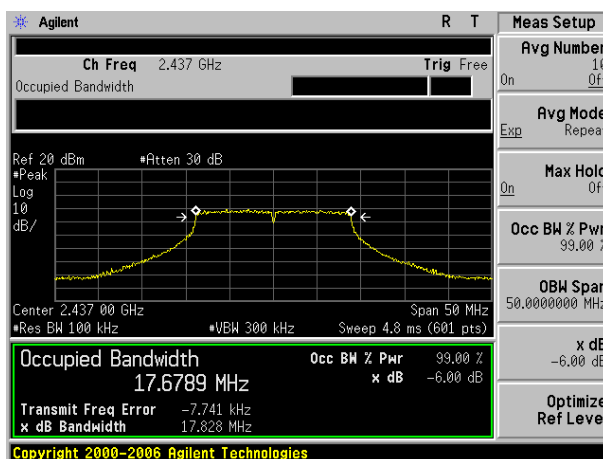 Agilent R T Meas Setup
Ch Freq 2.437 GHz Trig Free
Occupied Bandwidth
Avg Number
10
On Of
Avg Mode
Exp Repea
Max Hold
On Of
Occ BW % Pwr
99.00 %
OBW Span
50.0000000 MHz
x dB
-6.00 dB
Optimize
Ref Leve
Ref 20 dBm #Atten 30 dB
#Peak
Log
10
dB/
Center 2.437 00 GHz Span 50 MHz
#Res BW 100 kHz #VBW 300 kHz Sweep 4.8 ms (601 pts)
Occupied Bandwidth Occ BW % Pwr 99.00 %
17.6789 MHz x dB -6.00 dB
Transmit Freq Error -7.741 kHz
x dB Bandwidth 17.828 MHz
Copyright 2000-2006 Agilent Technologies